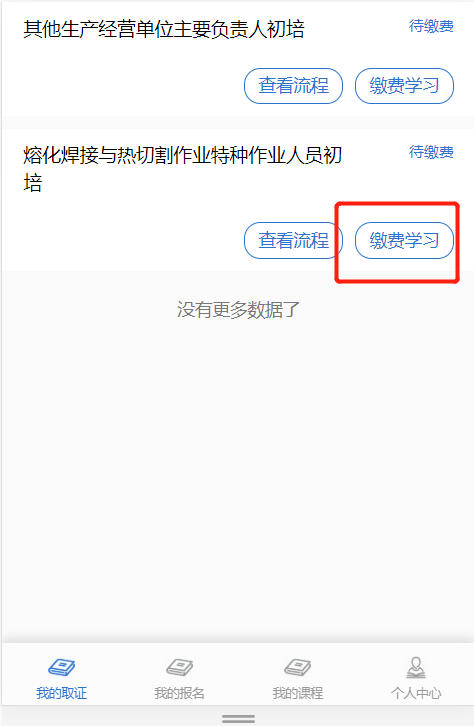 其他生产经营单位主要负责人初培
待缴费
查看流程
缴费学习
熔化焊接与热切割作业特种作业人员初
培
待缴费
查看流程
缴费学习
没有更多数据了
我的取证
我的报名
我的课程
个人中心